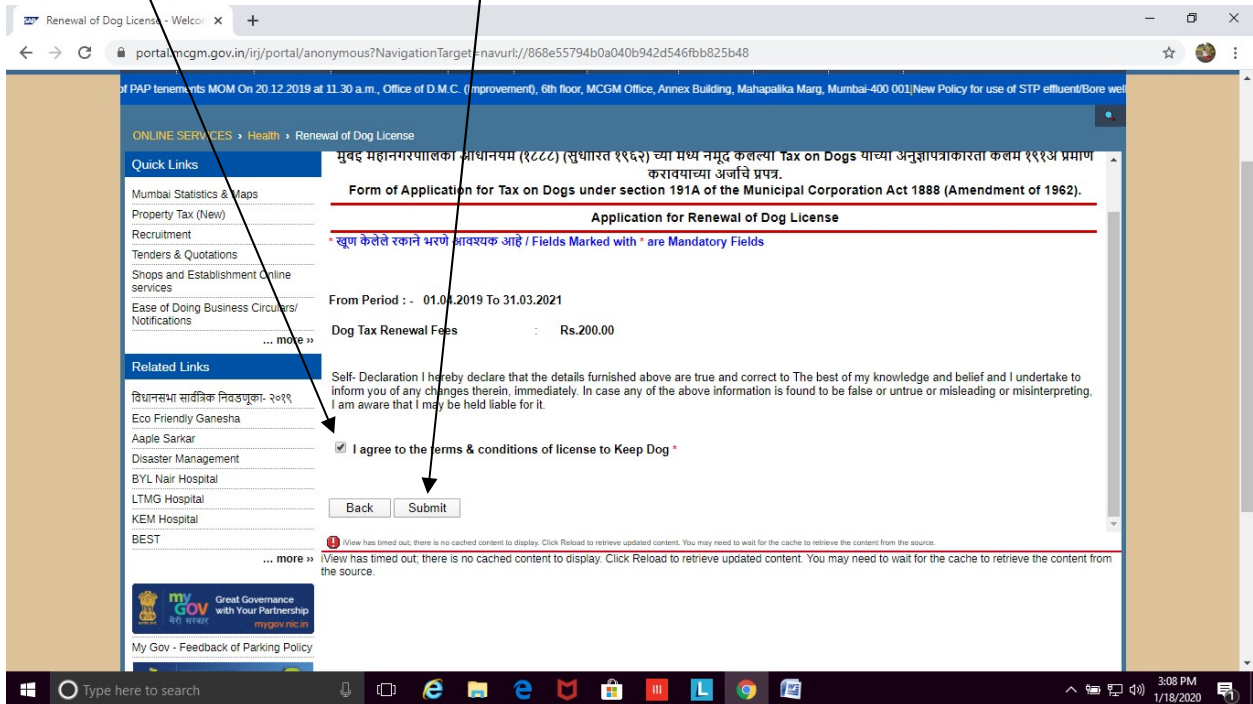 Renewal of Dog License - Welcor
portal.mcgm.gov.in/irj/portal/anonymous?NavigationTarget=navurl://868e55794b0a040b942d546fbb825b48
of PAP tenements MOM On 20.12.2019 at 11.30 a.m., Office of D.M.C. (Improvement), 6th floor, MCGM Office, Annex Building, Mahapalika Marg, Mumbai-400 001|New Policy for use of STP effluent/Bore well
ONLINE SERVICES › Health › Renewal of Dog License
Quick Links
Mumbai Statistics & Maps
Property Tax (New)
Recruitment
Tenders & Quotations
Shops and Establishment Online
services
Ease of Doing Business Circulars/
Notifications
... more ››
Related Links
विधानसभा सार्वत्रिक निवडणूका- २०१९
Eco Friendly Ganesha
Aaple Sarkar
Disaster Management
BYL Nair Hospital
LTMG Hospital
KEM Hospital
BEST
... more ››
my
GOV
मेरी सरकार
Great Governance
with Your Partnership
mygov.nic.in
My Gov - Feedback of Parking Policy
(१८८८) (सुधारित १९६२) च्या मध्ये नमूद केलेल्या Tax on Dogs याच्या कलम १९१अ प्रमाणे
करावयाच्या अर्जाचे प्रपत्र.
Form of Application for Tax on Dogs under section 191A of the Municipal Corporation Act 1888 (Amendment of 1962).
Application for Renewal of Dog License
* खूण केलेले रकाने भरणे आवश्यक आहे / Fields Marked with * are Mandatory Fields
From Period : - 01.04.2019 To 31.03.2021
Dog Tax Renewal Fees : Rs.200.00
Self- Declaration I hereby declare that the details furnished above are true and correct to The best of my knowledge and belief and I undertake to
inform you of any changes therein, immediately. In case any of the above information is found to be false or untrue or misleading or misinterpreting,
I am aware that I may be held liable for it.
I agree to the terms & conditions of license to Keep Dog *
Back Submit
iView has timed out; there is no cached content to display. Click Reload to retrieve updated content. You may need to wait for the cache to retrieve the content from the source.
iView has timed out; there is no cached content to display. Click Reload to retrieve updated content. You may need to wait for the cache to retrieve the content from
the source.
Type here to search
3:08 PM
1/18/2020